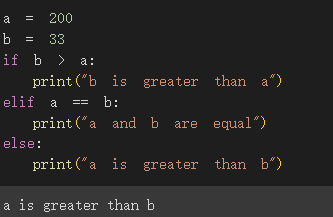 a = 200
b = 33
if b > a:
    print("b is greater than a")
elif a == b:
    print("a and b are equal")
else:
    print("a is greater than b")
a is greater than b